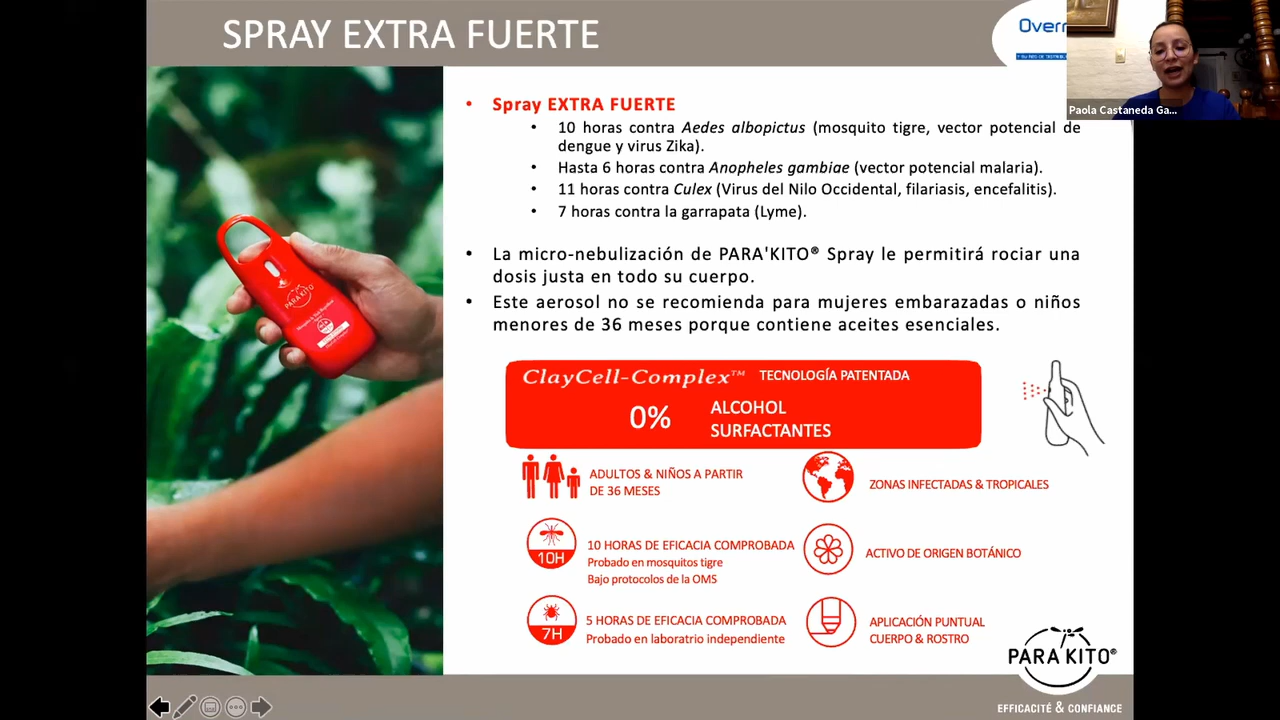 SPRAY EXTRA FUERTE
Paola Castaneda Ga...
• Spray EXTRA FUERTE
• 10 horas contra Aedes albopictus (mosquito tigre, vector potencial de
dengue y virus Zika).
• Hasta 6 horas contra Anopheles gambiae (vector potencial malaria).
• 11 horas contra Culex (Virus del Nilo Occidental, filariasis, encefalitis).
• 7 horas contra la garrapata (Lyme).
• La micro-nebulización de PARA'KITO® Spray le permitirá rociar una
dosis justa en todo su cuerpo.
• Este aerosol no se recomienda para mujeres embarazadas o niños
menores de 36 meses porque contiene aceites esenciales.
PARA KITO
ClayCell-Complex™ TECNOLOGÍA PATENTADA
0% ALCOHOL
SURFACTANTES
ADULTOS & NIÑOS A PARTIR
DE 36 MESES
ZONAS INFECTADAS & TROPICALES
10H
10 HORAS DE EFICACIA COMPROBADA
Probado en mosquitos tigre
Bajo protocolos de la OMS
ACTIVO DE ORIGEN BOTÁNICO
7H
5 HORAS DE EFICACIA COMPROBADA
Probado en laboratrio independiente
APLICACIÓN PUNTUAL
CUERPO & ROSTRO
PARA KITO®
EFFICACITÉ & CONFIANCE